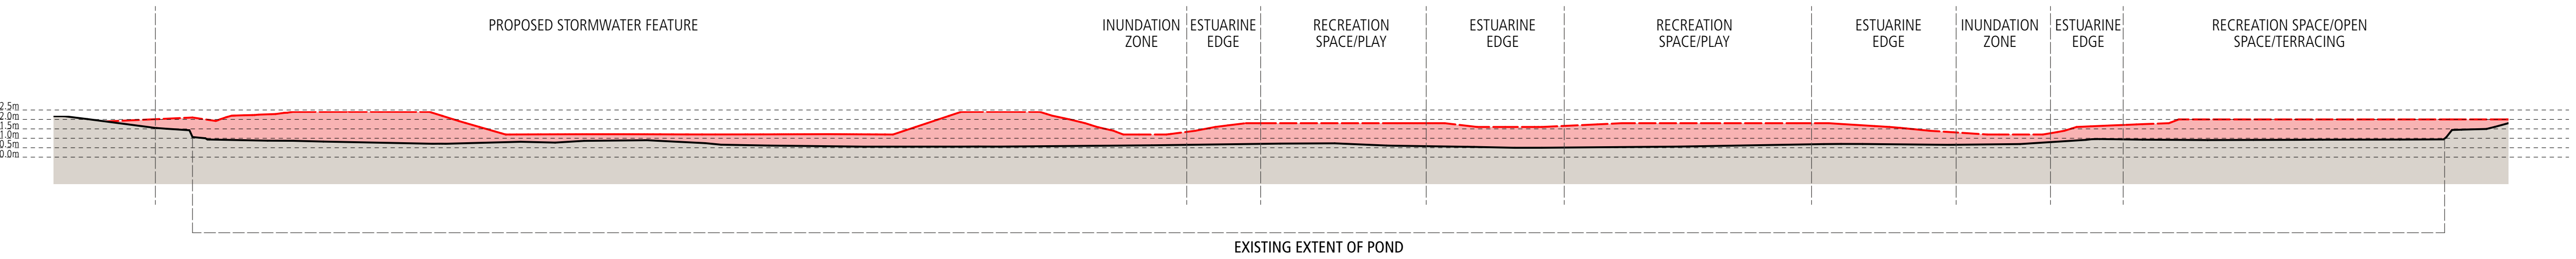 PROPOSED STORMWATER FEATURE
INUNDATION
ZONE
ESTUARINE
EDGE
RECREATION
SPACE/PLAY
ESTUARINE
EDGE
RECREATION
SPACE/PLAY
ESTUARINE
EDGE
INUNDATION
ZONE
ESTUARINE
EDGE
RECREATION SPACE/OPEN
SPACE/TERRACING
2.5m
2.0m
1.5m
1.0m
0.5m
0.0m
EXISTING EXTENT OF POND